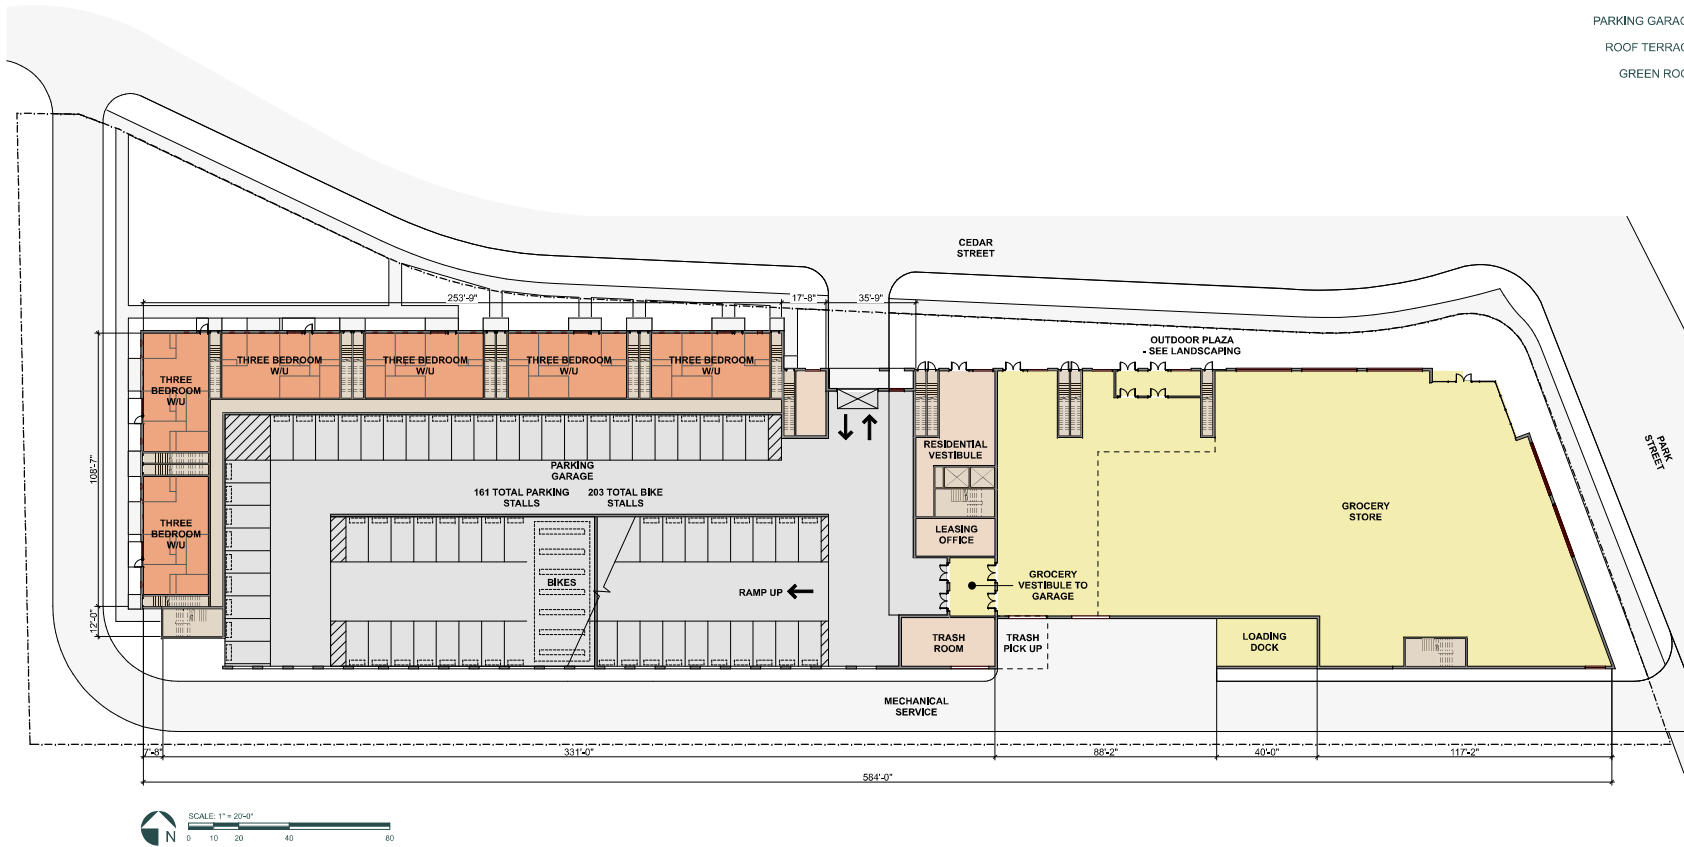 PARKING GARAG
ROOF TERRAC
GREEN ROO
CEDAR
STREET
253'-9"
17'-8"
35'-9"
OUTDOOR PLAZA
- SEE LANDSCAPING
THREE BEDROOM
W/U
THREE BEDROOM
W/U
THREE BEDROOM
W/U
THREE BEDROOM
W/U
THREE
BEDROOM
W/U
108'-7"
PARK
STREET
RESIDENTIAL
VESTIBULE
PARKING
GARAGE
161 TOTAL PARKING
STALLS
203 TOTAL BIKE
STALLS
GROCERY
STORE
THREE
BEDROOM
W/U
LEASING
OFFICE
BIKES
RAMP UP
GROCERY
VESTIBULE TO
GARAGE
12'-0"
TRASH
ROOM
TRASH
PICK UP
LOADING
DOCK
MECHANICAL
SERVICE
7'-8"
331'-0"
88'-2"
40'-0"
117'-2"
584'-0"
N
SCALE: 1" = 20'-0"
0 10 20 40 80